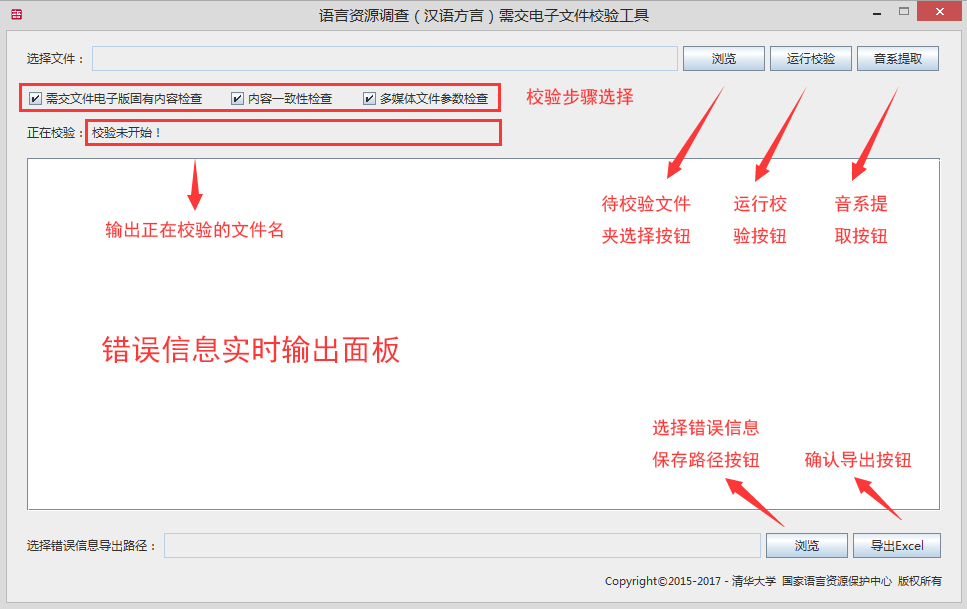 语言资源调查（汉语方言）需交电子文件校验工具
选择文件： 浏览 运行校验 音系提取
需交文件电子版固有内容检查 内容一致性检查 多媒体文件参数检查 校验步骤选择
正在校验： 校验未开始！
待校验文件 运行校 音系提
夹选择按钮 验按钮 取按钮
输出正在校验的文件名
错误信息实时输出面板
选择错误信息
保存路径按钮 确认导出按钮
选择错误信息导出路径： 浏览 导出Excel
Copyright©2015-2017 - 清华大学 国家语言资源保护中心 版权所有